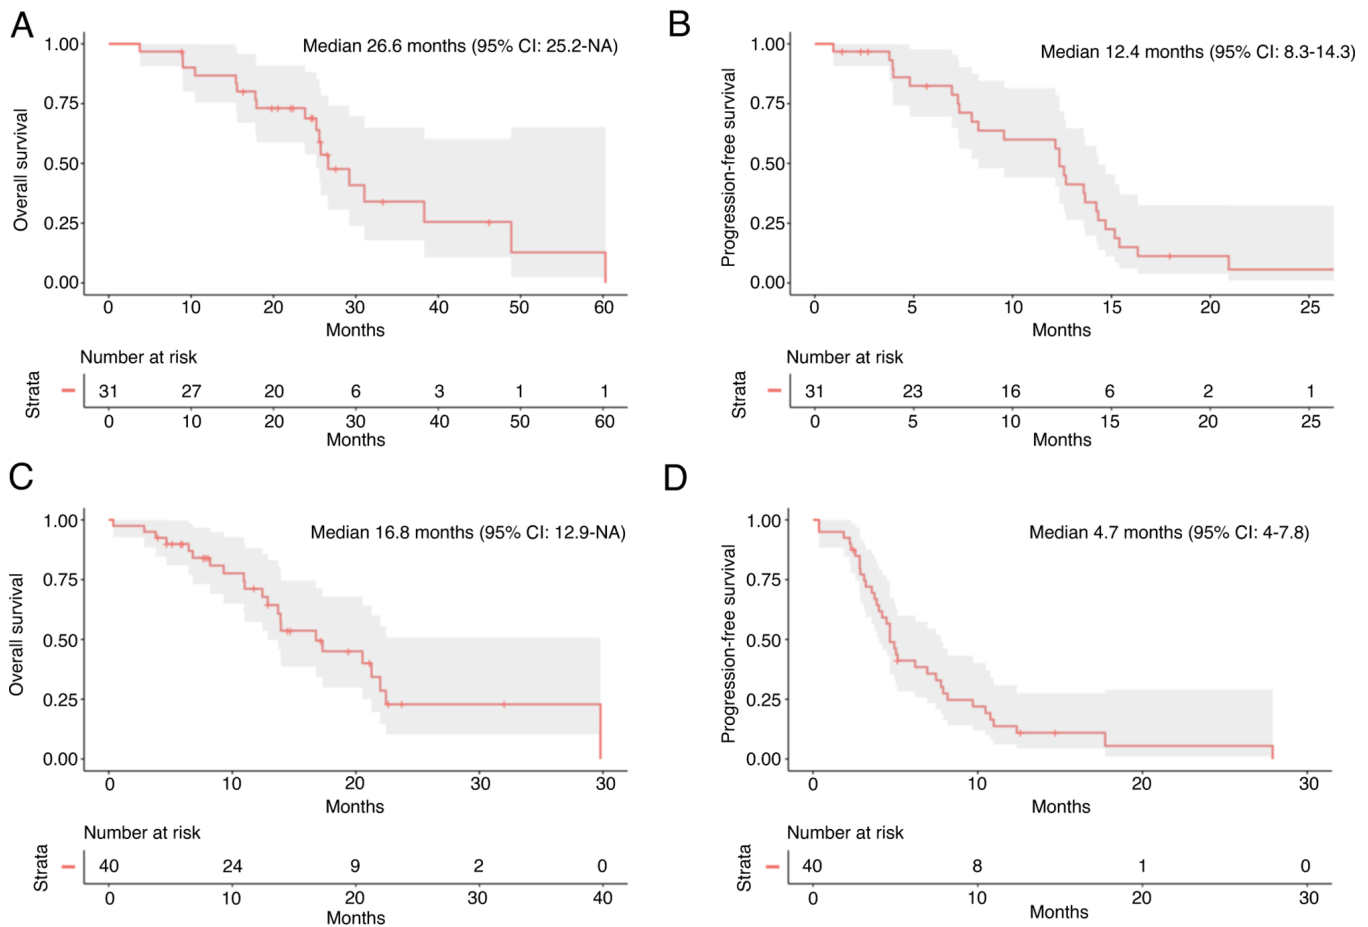 A
Median 26.6 months (95% CI: 25.2-NA)
Overall survival
1.00
0.75
0.50
0.25
0.00
0 10 20 30 40 50 60
Months
Number at risk
Strata
31 27 20 6 3 1 1
0 10 20 30 40 50 60
Months
B
Median 12.4 months (95% CI: 8.3-14.3)
Progression-free survival
1.00
0.75
0.50
0.25
0.00
0 5 10 15 20 25
Months
Number at risk
Strata
31 23 16 6 2 1
0 5 10 15 20 25
Months
C
Median 16.8 months (95% CI: 12.9-NA)
Overall survival
1.00
0.75
0.50
0.25
0.00
0 10 20 30 30
Months
Number at risk
Strata
40 24 9 2 0
0 10 20 30 40
Months
D
Median 4.7 months (95% CI: 4-7.8)
Progression-free survival
1.00
0.75
0.50
0.25
0.00
0 10 20 30
Months
Number at risk
Strata
40 8 1 0
0 10 20 30
Months